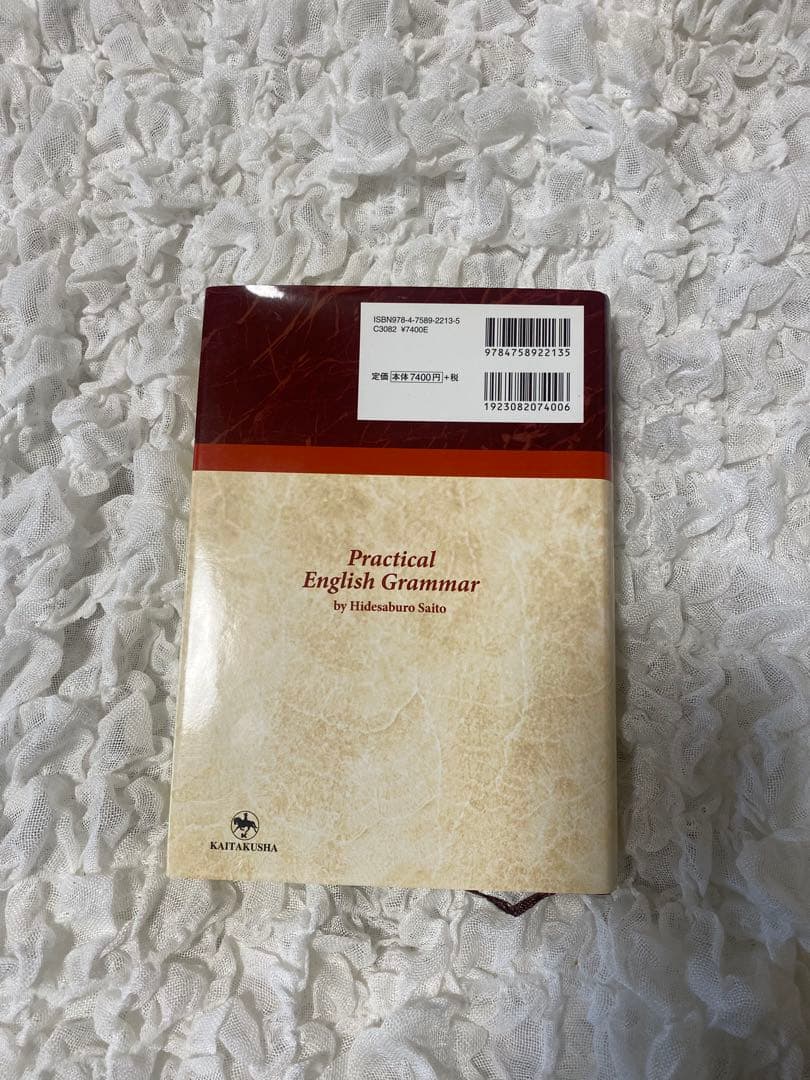 ISBN978-4-7589-2213-5
C3082 ¥7400E
9784758922135
定価 本体7400円+税
1923082074006
Practical
English Grammar
by Hidesaburo Saito
KAITAKUSHA